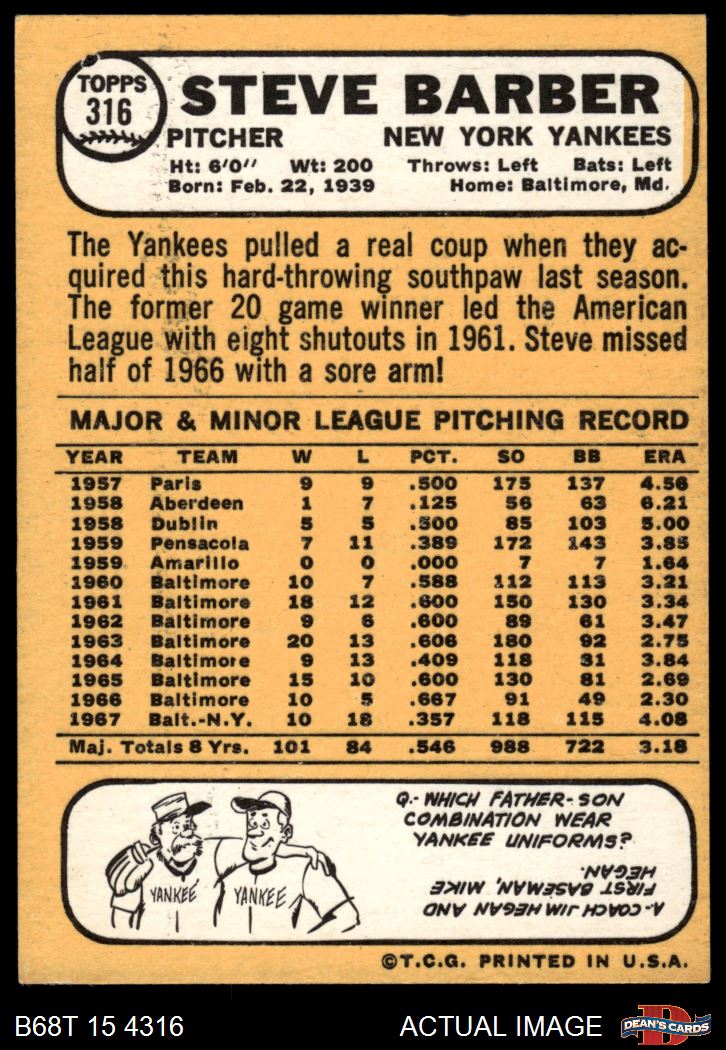 TOPPS
316
STEVE BARBER
PITCHER NEW YORK YANKEES
Ht: 6'0" Wt: 200 Throws: Left Bats: Left
Born: Feb. 22, 1939 Home: Baltimore, Md.
The Yankees pulled a real coup when they ac-
quired this hard-throwing southpaw last season.
The former 20 game winner led the American
League with eight shutouts in 1961. Steve missed
half of 1966 with a sore arm!
MAJOR & MINOR LEAGUE PITCHING RECORD
YEAR TEAM W L PCT. SO BB ERA
1957 Paris 9 9 .500 175 137 4.56
1958 Aberdeen 1 7 .125 56 63 6.21
1958 Dublin 5 5 .500 85 103 5.00
1959 Pensacola 7 11 .389 172 143 3.85
1959 Amarillo 0 0 .000 7 7 1.64
1960 Baltimore 10 7 .588 112 113 3.21
1961 Baltimore 18 12 .600 150 130 3.34
1962 Baltimore 9 6 .600 89 61 3.47
1963 Baltimore 20 13 .606 180 92 2.75
1964 Baltimore 9 13 .409 118 81 3.84
1965 Baltimore 15 10 .600 130 81 2.69
1966 Baltimore 10 5 .667 91 49 2.30
1967 Balt.-N.Y. 10 18 .357 118 115 4.08
Maj. Totals 8 Yrs. 101 84 .546 988 722 3.18
Q.- WHICH FATHER-SON
COMBINATION WEAR
YANKEE UNIFORMS?
A.- COACH JIM HEGAN AND
FIRST BASEMAN, MIKE
HEGAN.
YANKEE YANKEE
©T.C.G. PRINTED IN U.S.A.
B68T 15 4316 ACTUAL IMAGE
DEAN'S CARDS